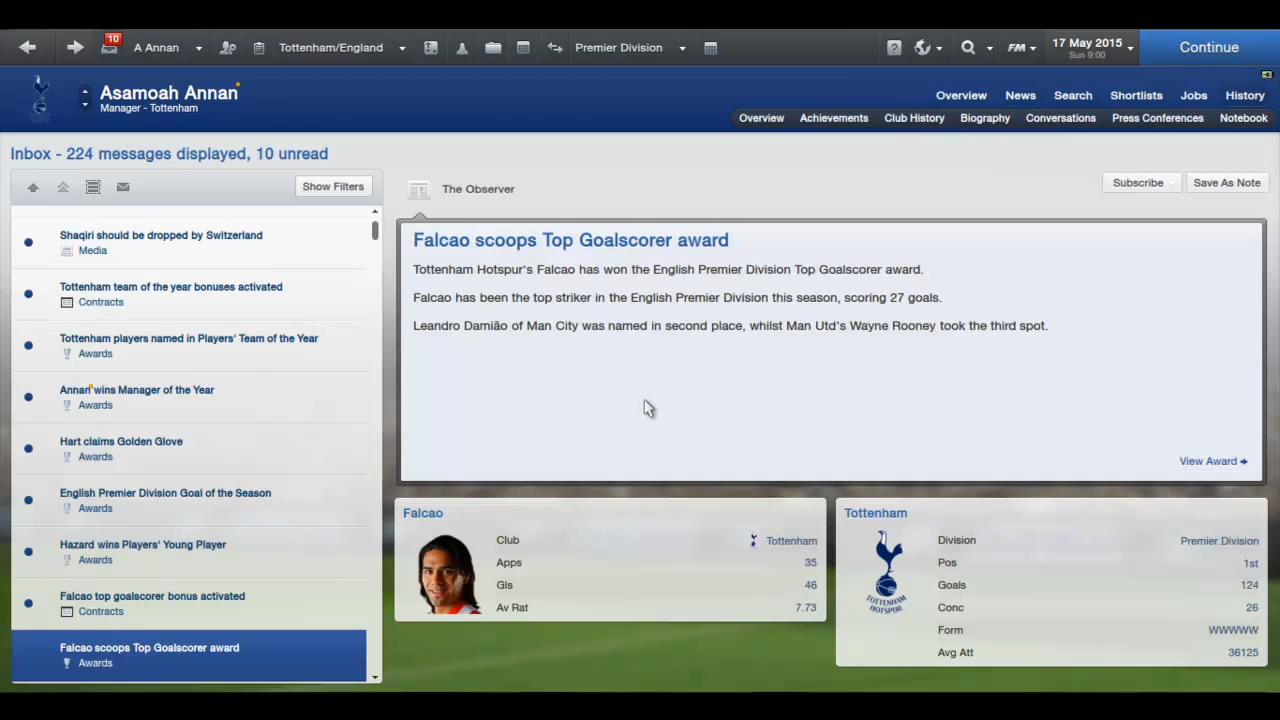 10
A Annan
Tottenham/England
Premier Division
FM
17 May 2015
Sun 9:00
Continue
Asamoah Annan
Manager - Tottenham
Overview News Search Shortlists Jobs History
Overview Achievements Club History Biography Conversations Press Conferences Notebook
Inbox - 224 messages displayed, 10 unread
Show Filters
Shaqiri should be dropped by Switzerland
Media
Tottenham team of the year bonuses activated
Contracts
Tottenham players named in Players' Team of the Year
Awards
Annan wins Manager of the Year
Awards
Hart claims Golden Glove
Awards
English Premier Division Goal of the Season
Awards
Hazard wins Players' Young Player
Awards
Falcao top goalscorer bonus activated
Contracts
Falcao scoops Top Goalscorer award
Awards
The Observer
Subscribe
Save As Note
Falcao scoops Top Goalscorer award
Tottenham Hotspur's Falcao has won the English Premier Division Top Goalscorer award.
Falcao has been the top striker in the English Premier Division this season, scoring 27 goals.
Leandro Damião of Man City was named in second place, whilst Man Utd's Wayne Rooney took the third spot.
View Award
Falcao
Club Tottenham
Apps 35
Gls 46
Av Rat 7.73
Tottenham
TOTTENHAM
HOTSPUR
Division Premier Division
Pos 1st
Goals 124
Conc 26
Form WWWWW
Avg Att 36125